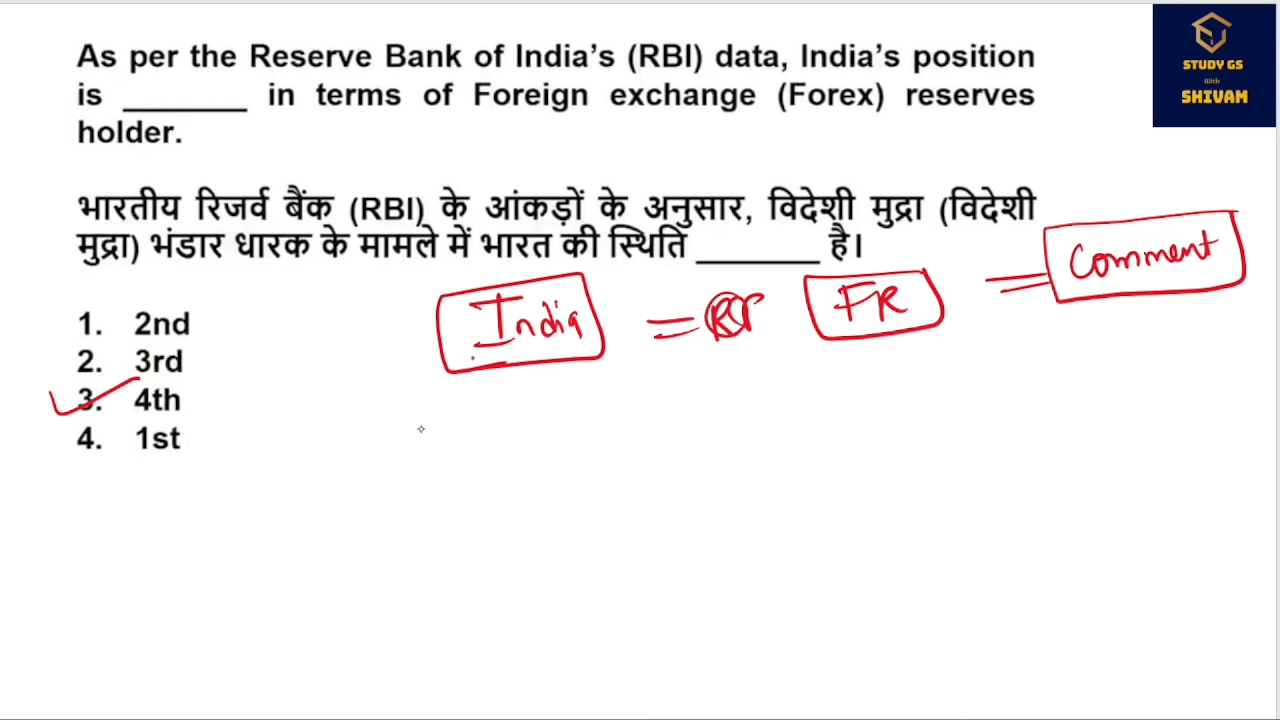 As per the Reserve Bank of India's (RBI) data, India's position
is _______ in terms of Foreign exchange (Forex) reserves
holder.
भारतीय रिजर्व बैंक (RBI) के आंकड़ों के अनुसार, विदेशी मुद्रा (विदेशी
मुद्रा) भंडार धारक के मामले में भारत की स्थिति _______ है।
1. 2nd
2. 3rd
3. 4th
4. 1st
India = FR = Comment
STUDY GS
With
SHIVAM